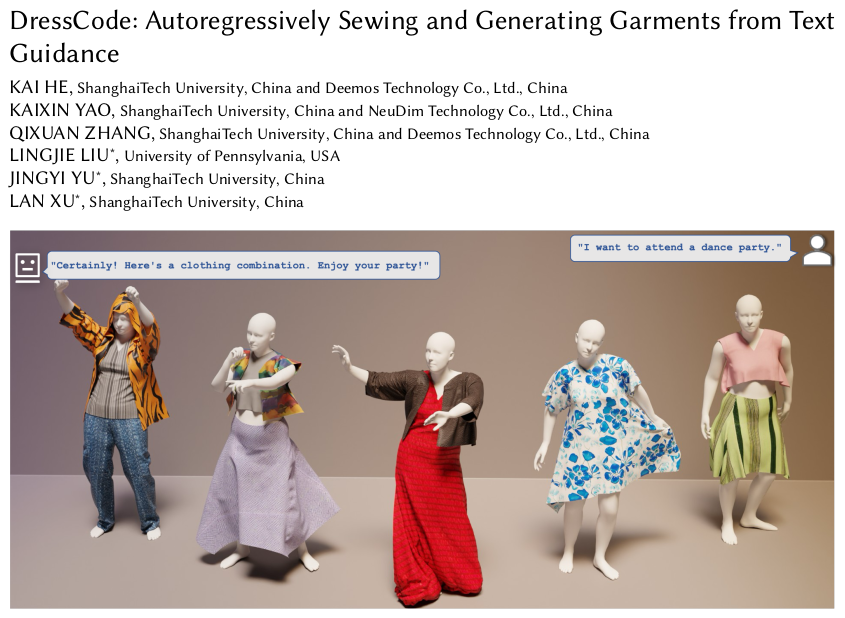 DressCode: Autoregressively Sewing and Generating Garments from Text
Guidance
KAI HE, ShanghaiTech University, China and Deemos Technology Co., Ltd., China
KAIXIN YAO, ShanghaiTech University, China and NeuDim Technology Co., Ltd., China
QIXUAN ZHANG, ShanghaiTech University, China and Deemos Technology Co., Ltd., China
LINGJIE LIU*, University of Pennsylvania, USA
JINGYI YU*, ShanghaiTech University, China
LAN XU*, ShanghaiTech University, China
"I want to attend a dance party."
"Certainly! Here's a clothing combination. Enjoy your party!"